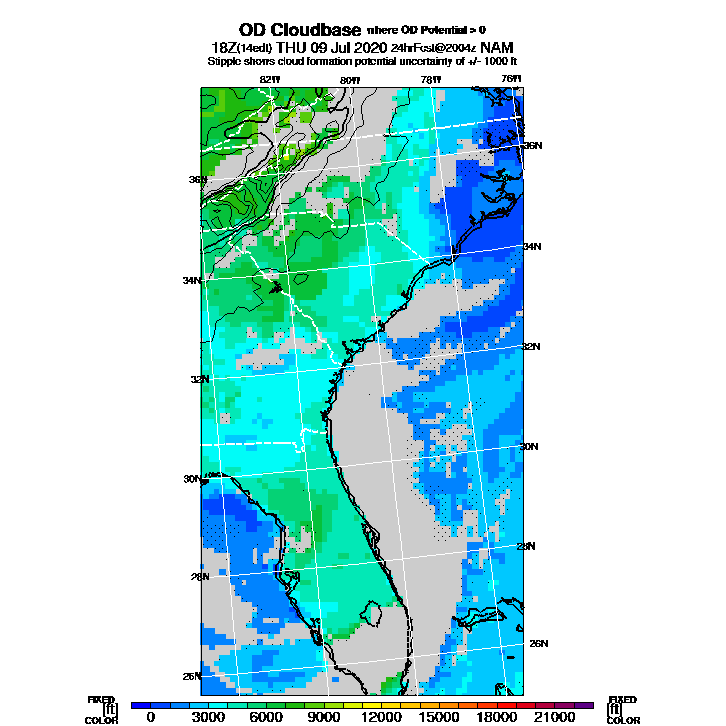 OD Cloudbase where OD Potential > 0
18Z(14edt) THU 09 Jul 2020 24hrFcst@2004z NAM
Stipple shows cloud formation potential uncertainty of +/- 1000 ft
82W 80W 78W 76W
36N
36N
34N
34N
32N
32N
30N
30N
28N
28N
26N
26N
FIXED FIXED
[ft] [ft]
COLOR 0 3000 6000 9000 12000 15000 18000 21000 COLOR